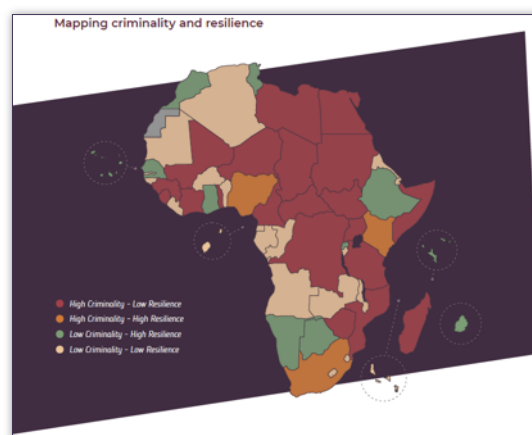 Mapping criminality and resilience
High Criminality – Low Resilience
High Criminality – High Resilience
Low Criminality – High Resilience
Low Criminality – Low Resilience